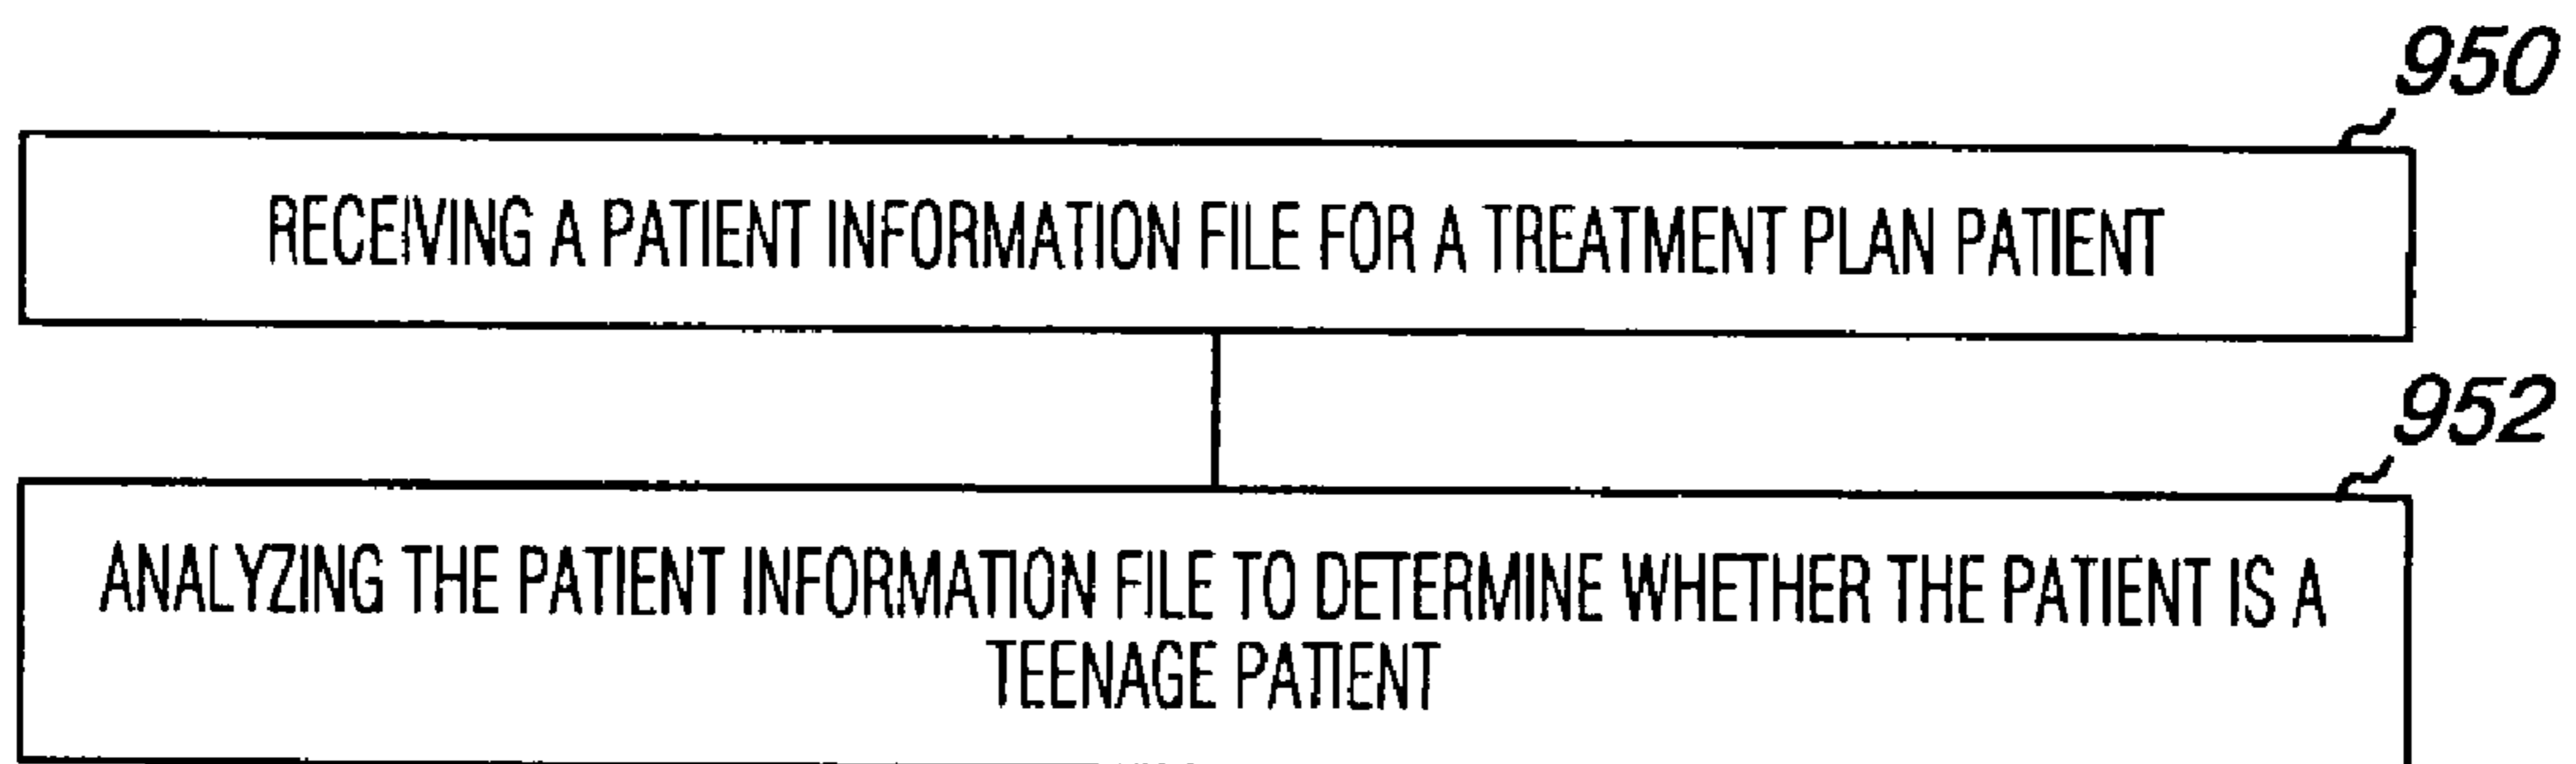 950
RECEIVING A PATIENT INFORMATION FILE FOR A TREATMENT PLAN PATIENT
952
ANALYZING THE PATIENT INFORMATION FILE TO DETERMINE WHETHER THE PATIENT IS A
TEENAGE PATIENT